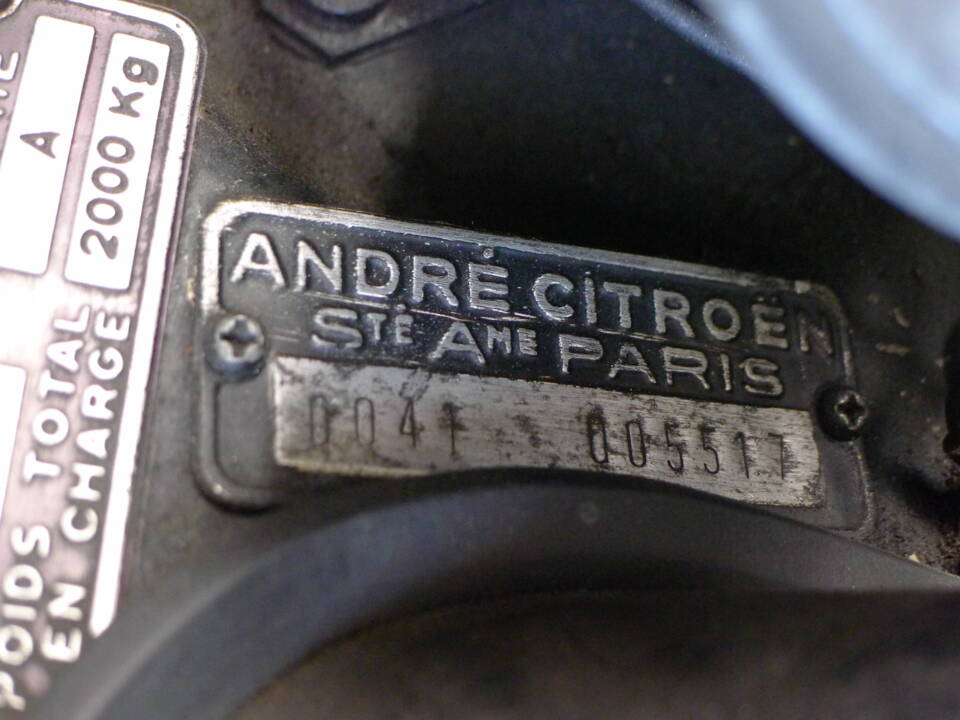 A
2000 Kg
POIDS TOTAL
EN CHARGE
ANDRÉ CITROËN
STÉ AME PARIS
0041 005517